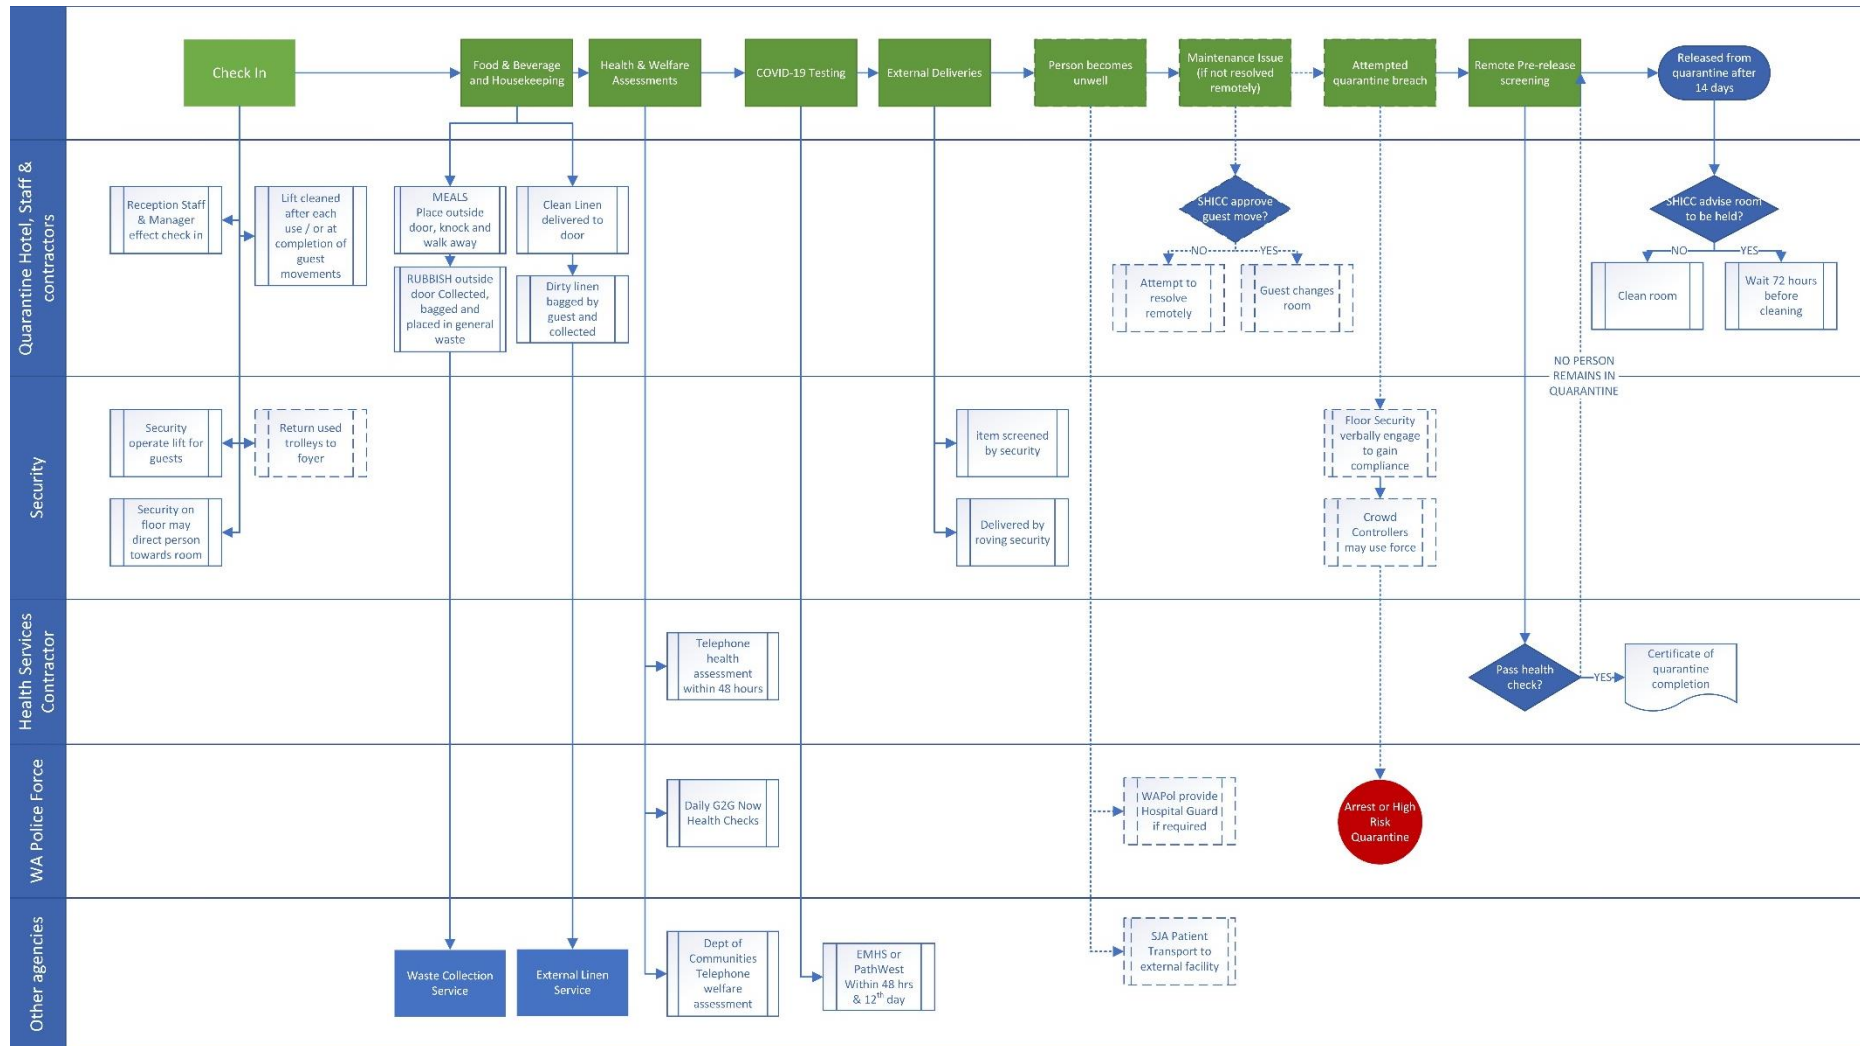 Check In
Food & Beverage
and Housekeeping
Health & Welfare
Assessments
COVID-19 Testing
External Deliveries
Person becomes
unwell
Maintenance Issue
(if not resolved
remotely)
Attempted
quarantine breach
Remote Pre-release
screening
Released from
quarantine after
14 days
Quarantine Hotel, Staff &
contractors
Reception Staff
& Manager
effect check in
Lift cleaned
after each
use / or at
completion of
guest
movements
MEALS
Place outside
door, knock and
walk away
RUBBISH outside
door Collected,
bagged and
placed in general
waste
Clean Linen
delivered to
door
Dirty linen
bagged by
guest and
collected
SHICC approve
guest move?
NO
YES
Attempt to
resolve
remotely
Guest changes
room
SHICC advise room
to be held?
NO
YES
Clean room
Wait 72 hours
before
cleaning
NO PERSON
REMAINS IN
QUARANTINE
Security
Security
operate lift for
guests
Return used
trolleys to
foyer
Security on
floor may
direct person
towards room
item screened
by security
Delivered by
roving security
Floor Security
verbally engage
to gain
compliance
Crowd
Controllers
may use force
Health Services
Contractor
Telephone
health
assessment
within 48 hours
Pass health
check?
YES
Certificate of
quarantine
completion
WA Police Force
Daily G2G Now
Health Checks
WAPol provide
Hospital Guard
if required
Arrest or High
Risk
Quarantine
Other agencies
Waste Collection
Service
External Linen
Service
Dept of
Communities
Telephone
welfare
assessment
EMHS or
PathWest
Within 48 hrs
& 12th day
SJA Patient
Transport to
external facility